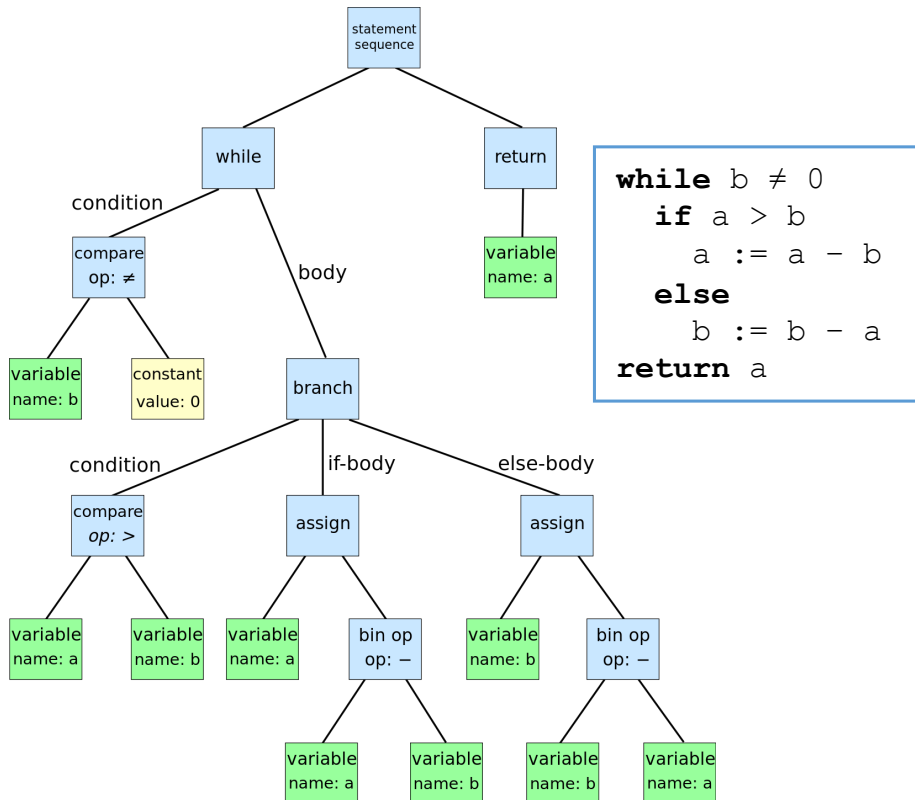 statement
sequence
while
return
condition
body
compare
op: ≠
variable
name: a
variable
name: b
constant
value: 0
branch
condition
if-body
else-body
compare
op: >
assign
assign
variable
name: a
variable
name: b
variable
name: a
bin op
op: −
variable
name: b
bin op
op: −
variable
name: a
variable
name: b
variable
name: b
variable
name: a
while b ≠ 0
if a > b
a := a − b
else
b := b − a
return a